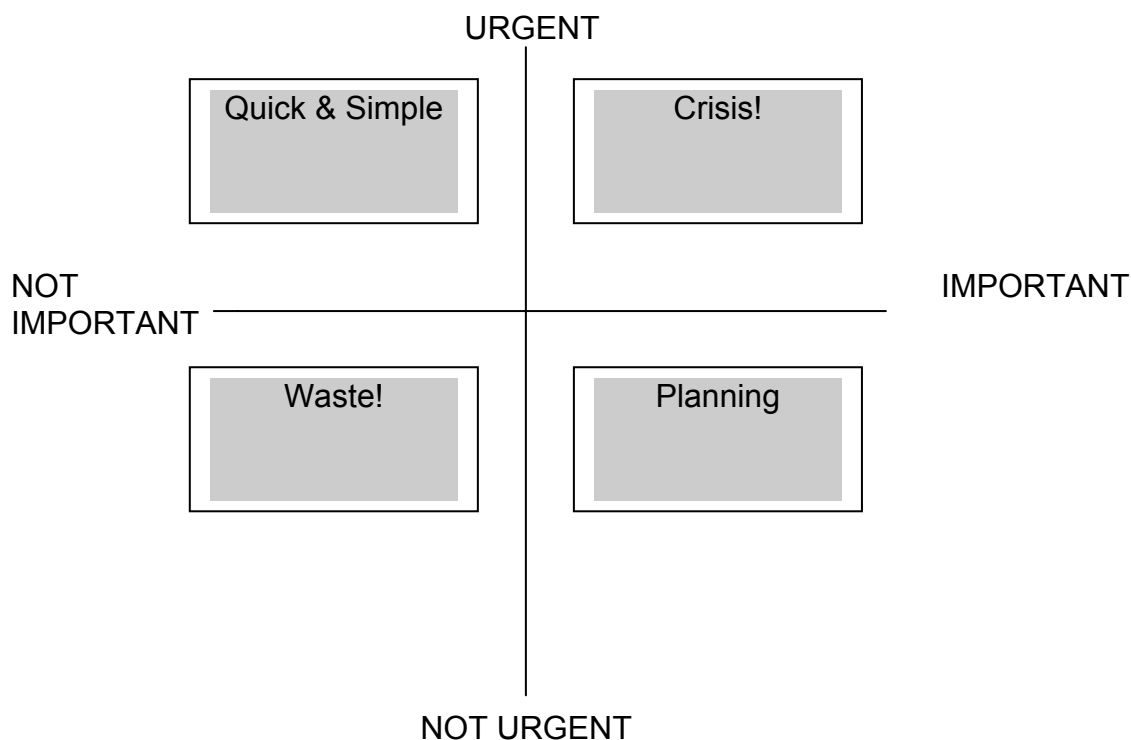 URGENT
Quick & Simple
Crisis!
NOT
IMPORTANT
IMPORTANT
Waste!
Planning
NOT URGENT